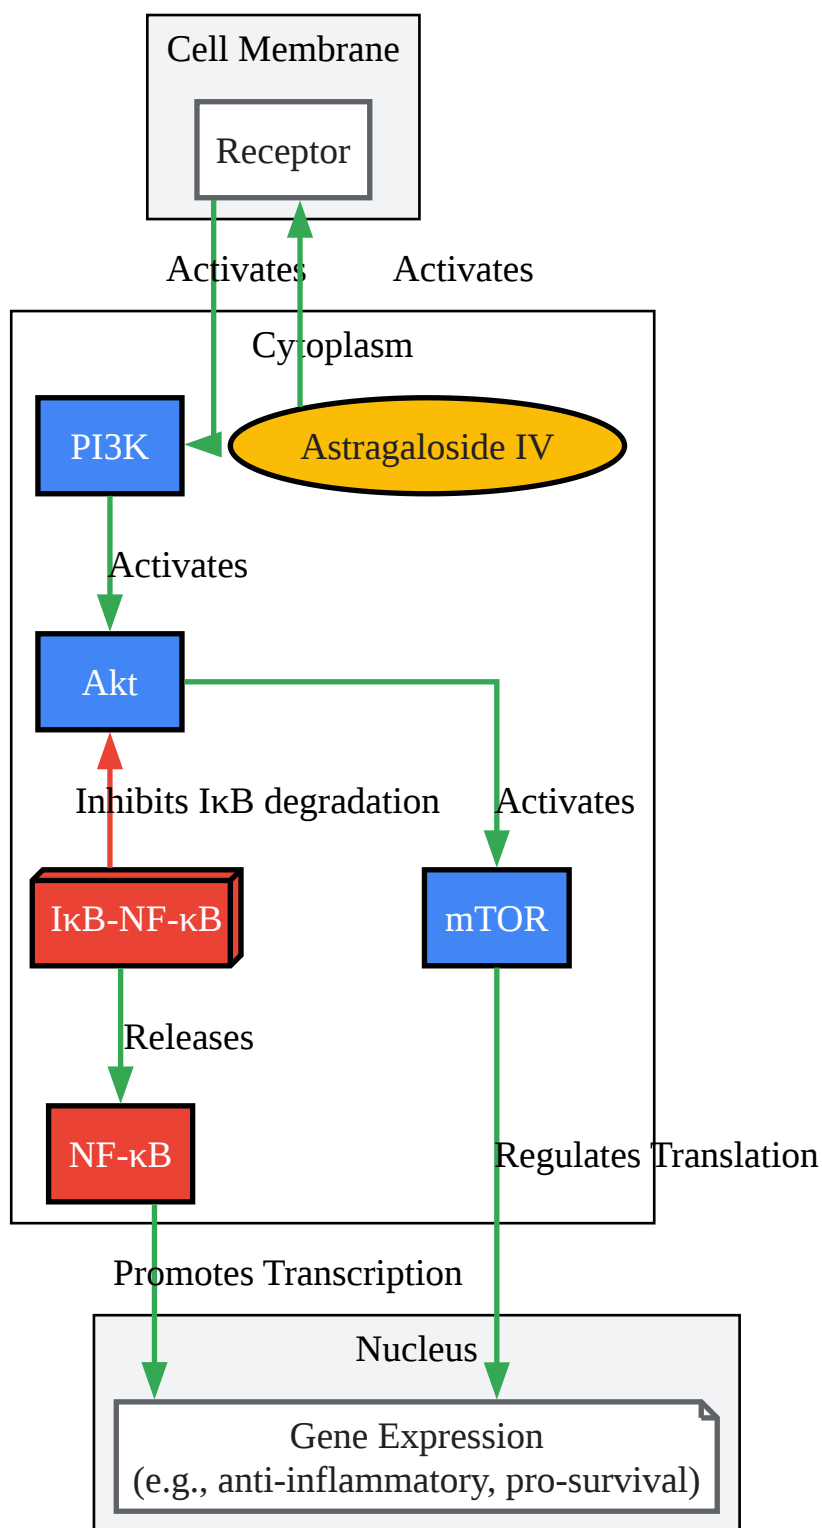 Cell Membrane
Receptor
Activates
Activates
Cytoplasm
PI3K
Astragaloside IV
Activates
Akt
Inhibits IκB degradation
Activates
IκB-NF-κB
mTOR
Releases
NF-κB
Regulates Translation
Promotes Transcription
Nucleus
Gene Expression
(e.g., anti-inflammatory, pro-survival)